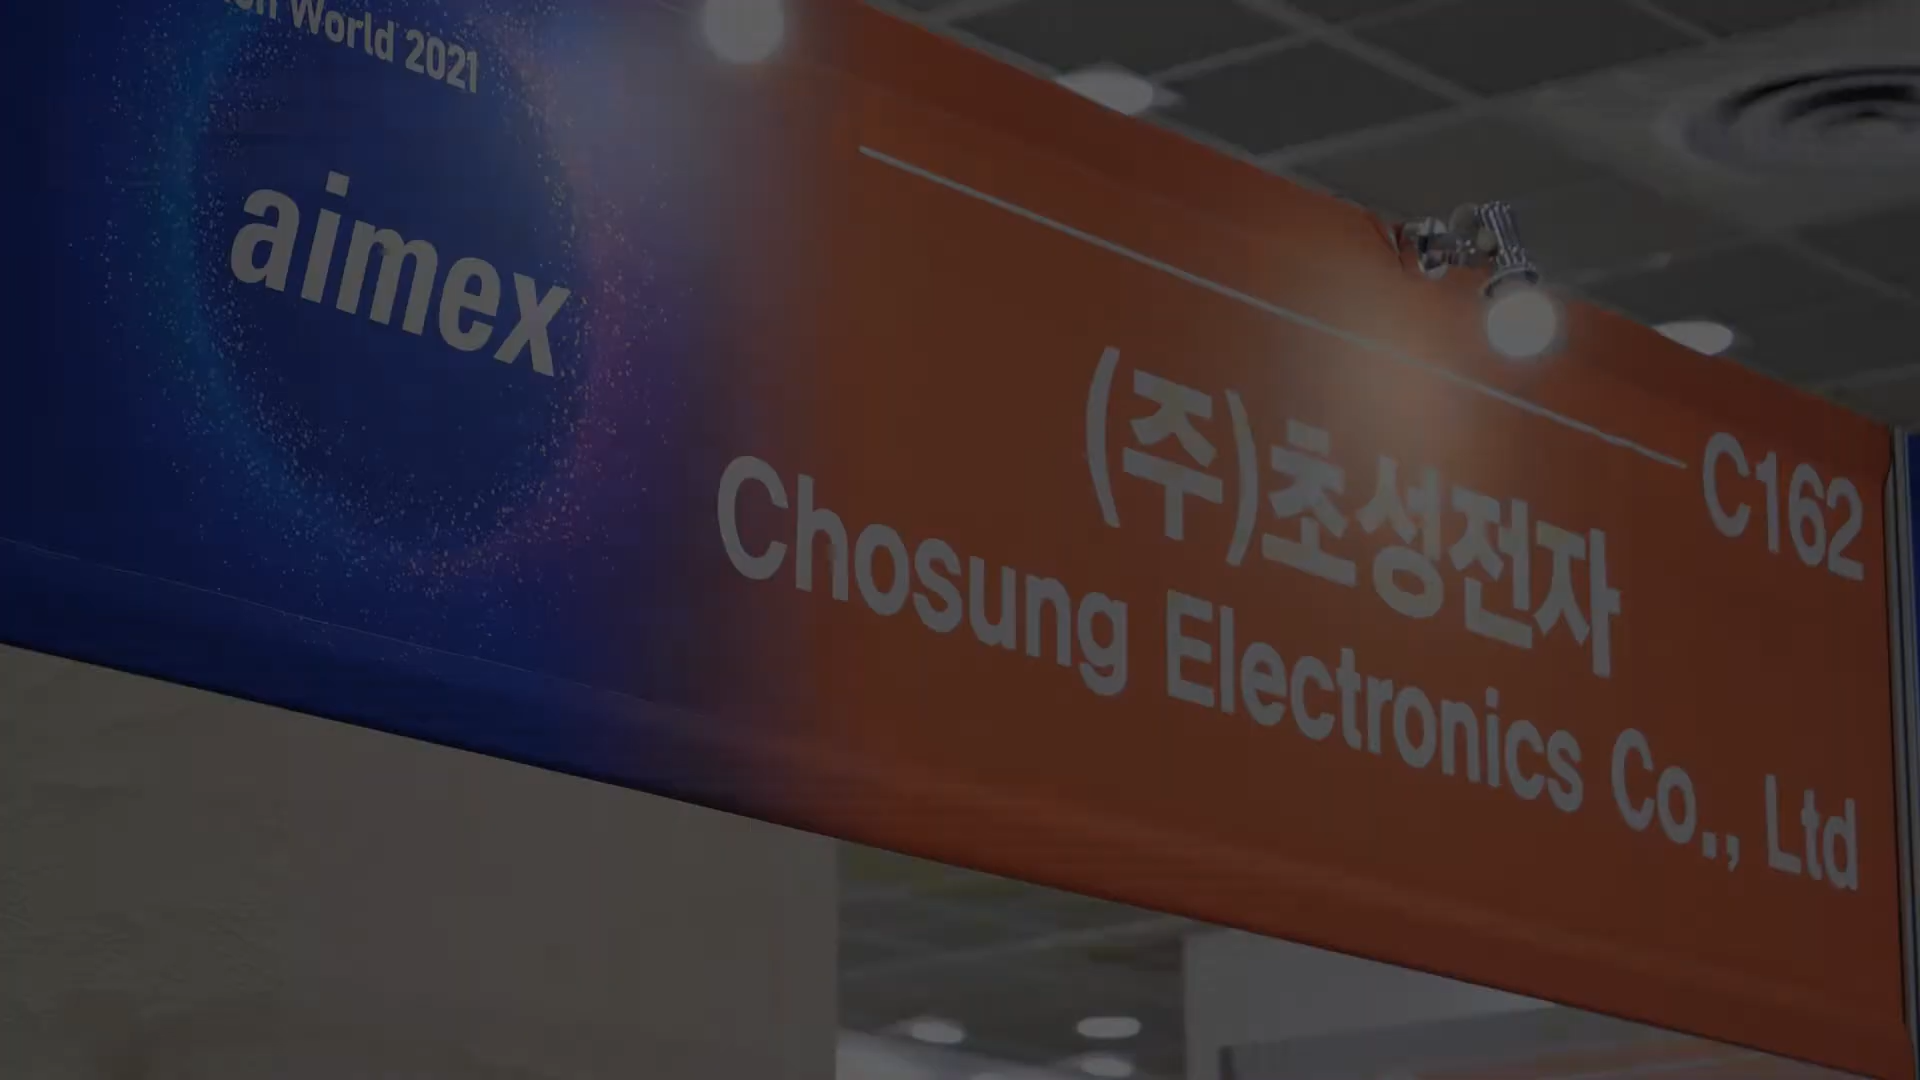 World 2021
aimex
C162
(주)초성전자
Chosung Electronics Co., Ltd